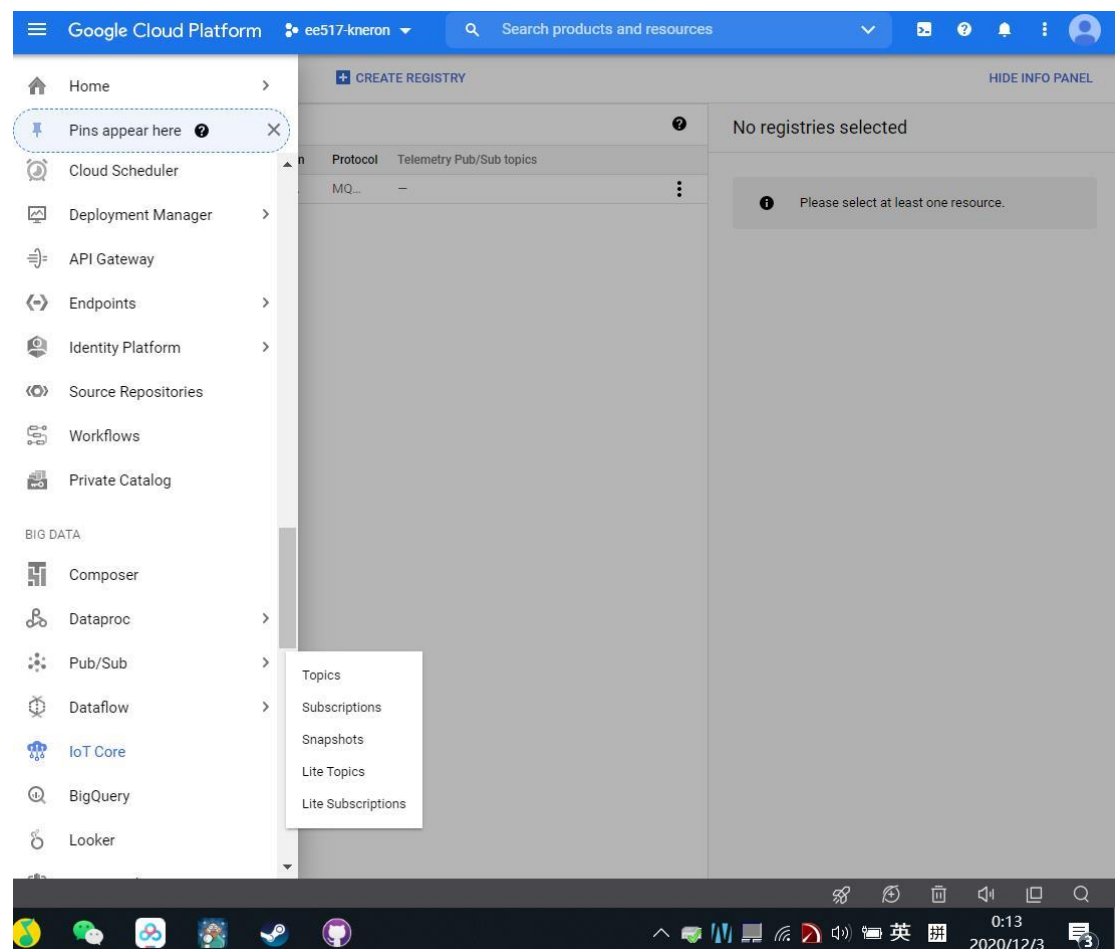 Google Cloud Platform ee517-kneron Search products and resources
Home
CREATE REGISTRY
HIDE INFO PANEL
Pins appear here
No registries selected
Cloud Scheduler
n Protocol Telemetry Pub/Sub topics
MQ... —
Please select at least one resource.
Deployment Manager
API Gateway
Endpoints
Identity Platform
Source Repositories
Workflows
Private Catalog
BIG DATA
Composer
Dataproc
Pub/Sub
Dataflow
IoT Core
BigQuery
Looker
Topics
Subscriptions
Snapshots
Lite Topics
Lite Subscriptions
英 拼
0:13
2020/12/3
3